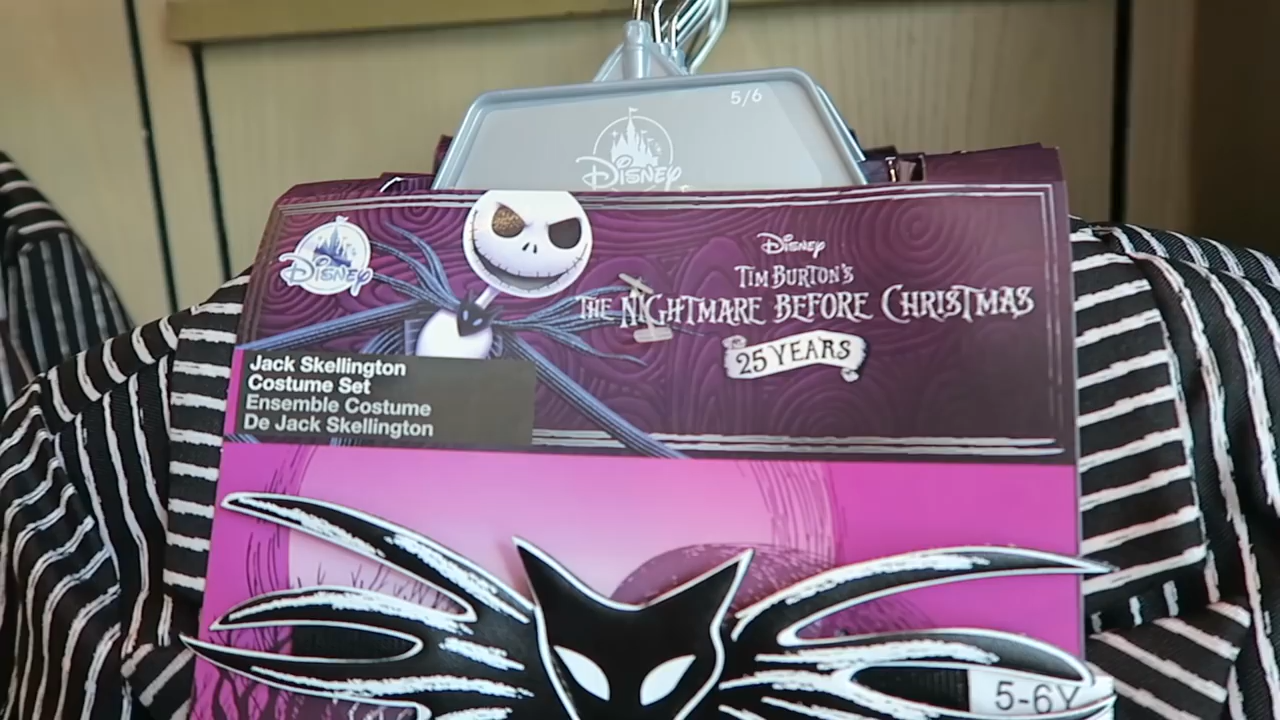 5/6
Disney
Disney
Disney
TIM BURTON'S
THE NIGHTMARE BEFORE CHRISTMAS
25 YEARS
Jack Skellington
Costume Set
Ensemble Costume
De Jack Skellington
5-6Y